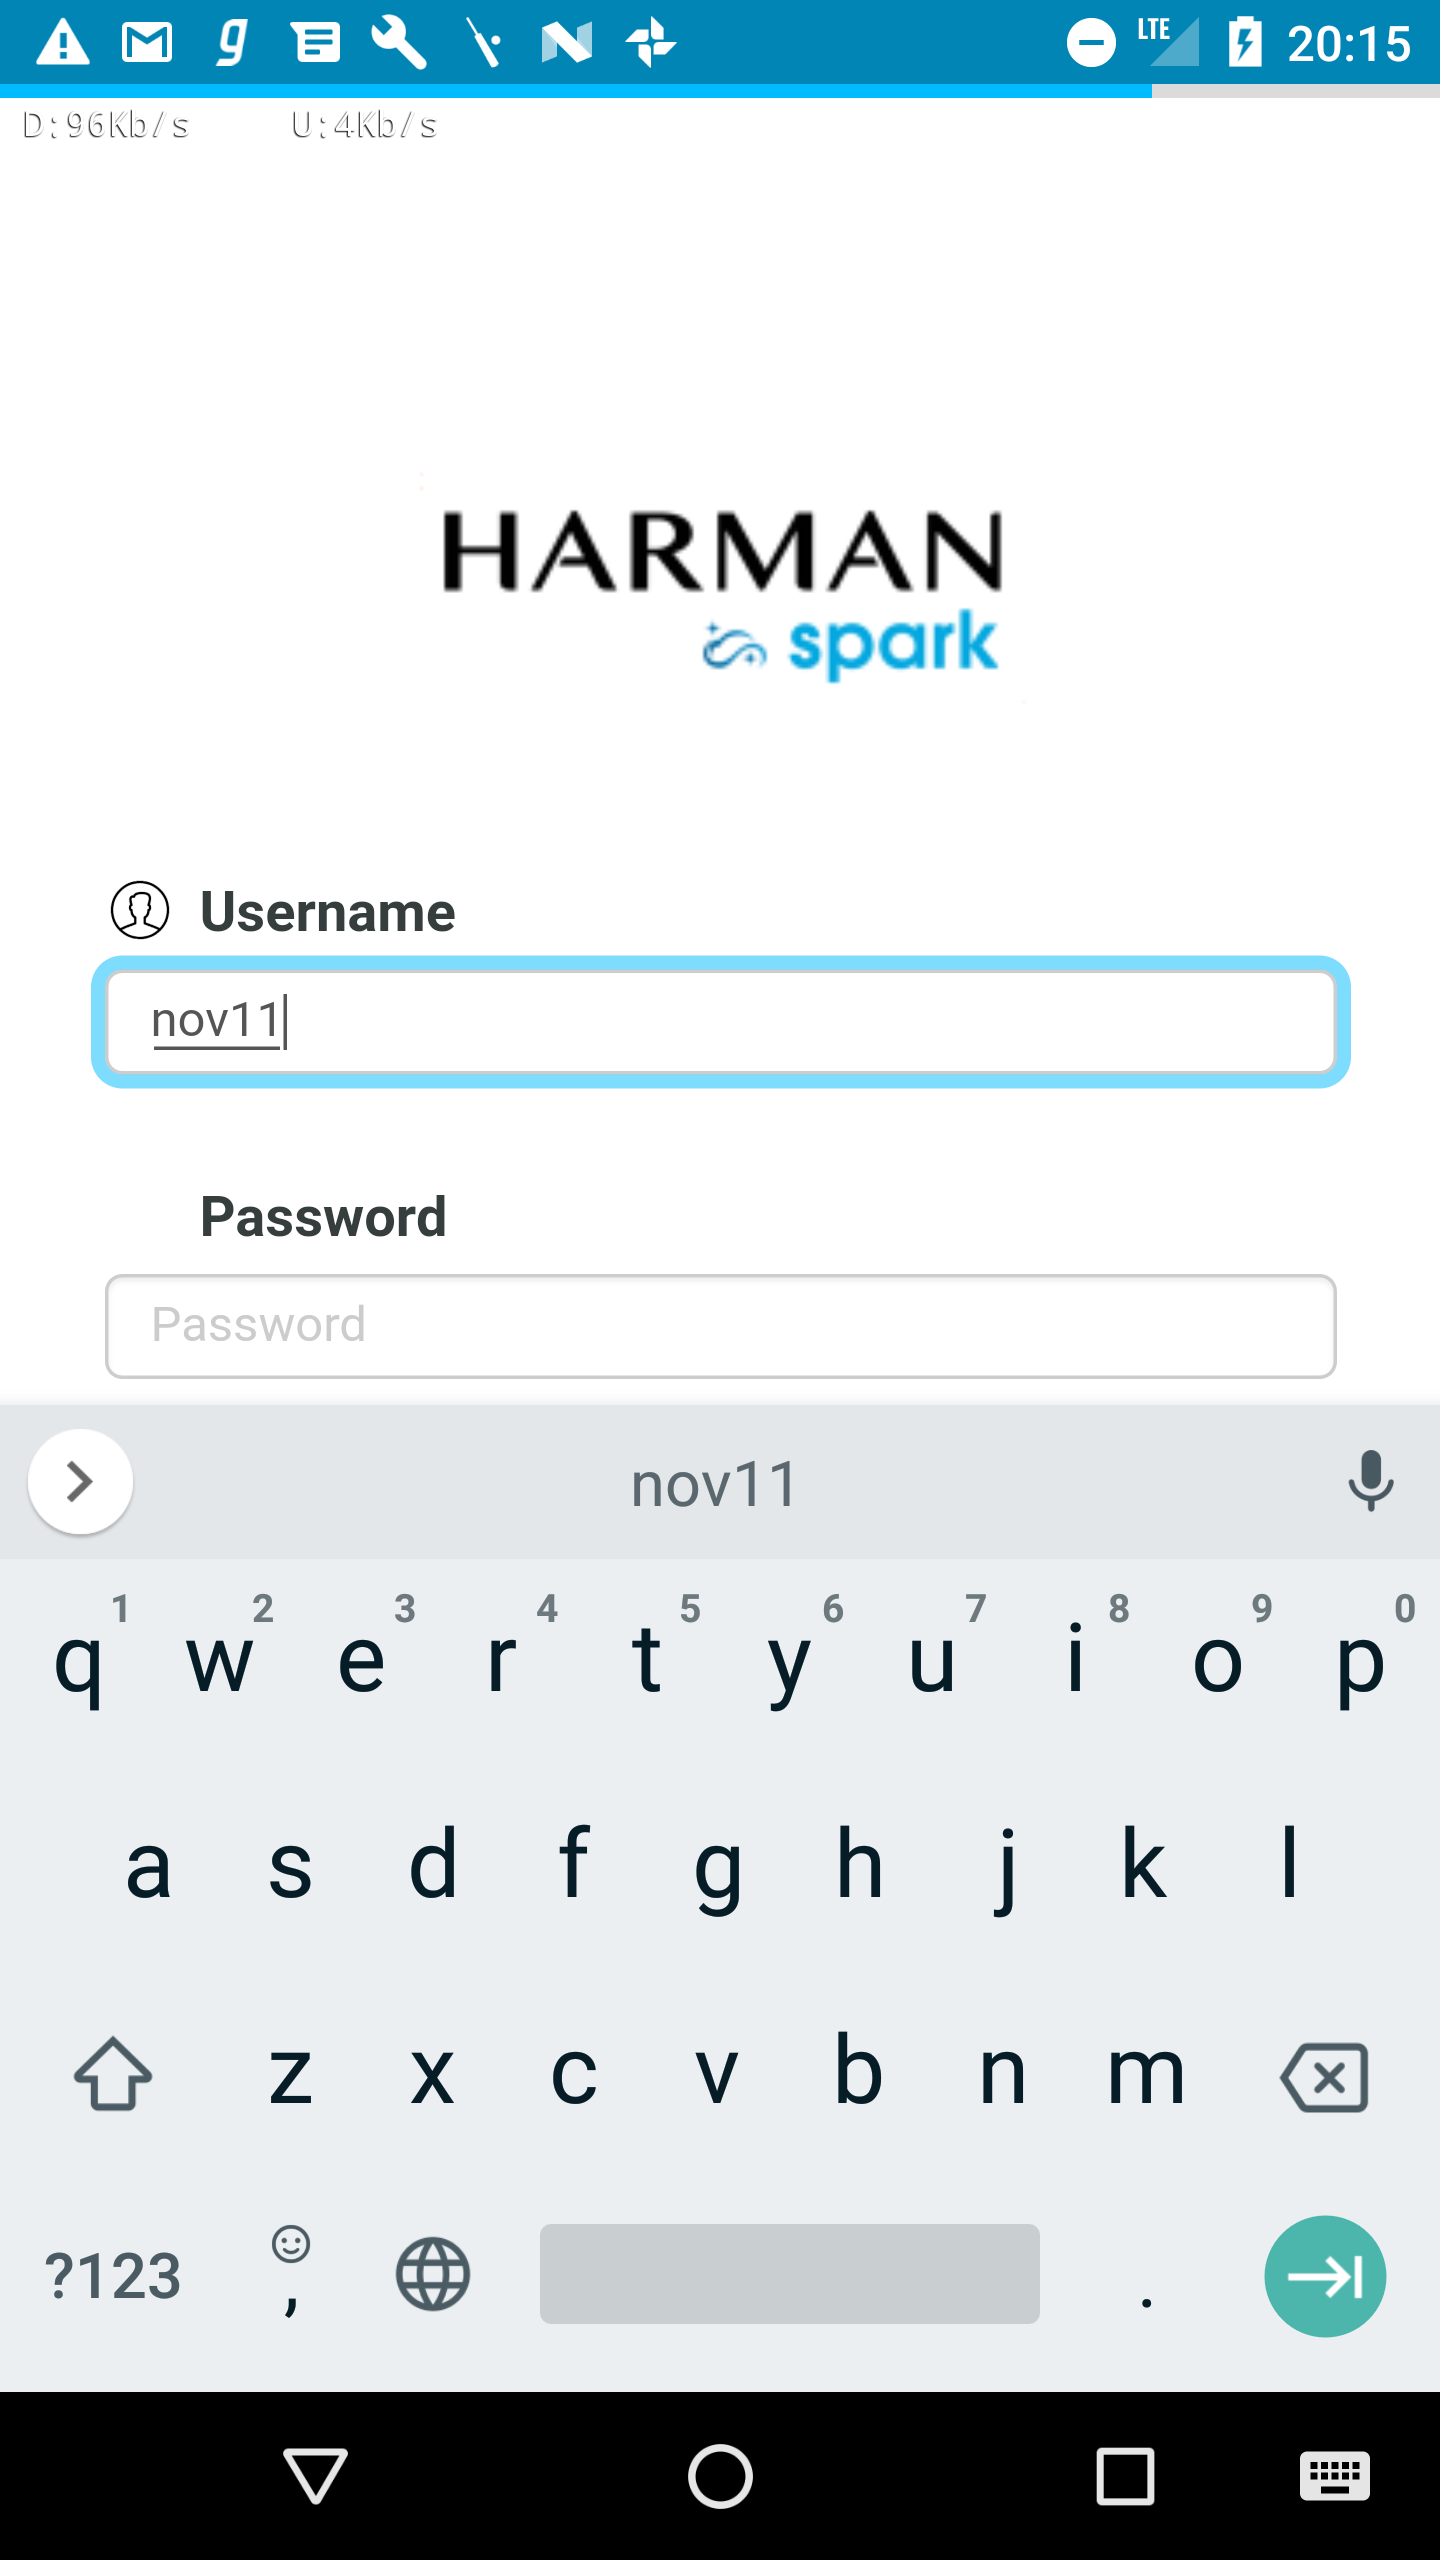 LTE 20:15
D:96Kb/s U:4Kb/s
HARMAN
spark
Username
nov11
Password
Password
nov11
1 2 3 4 5 6 7 8 9 0
q w e r t y u i o p
a s d f g h j k l
z x c v b n m
?123 , .